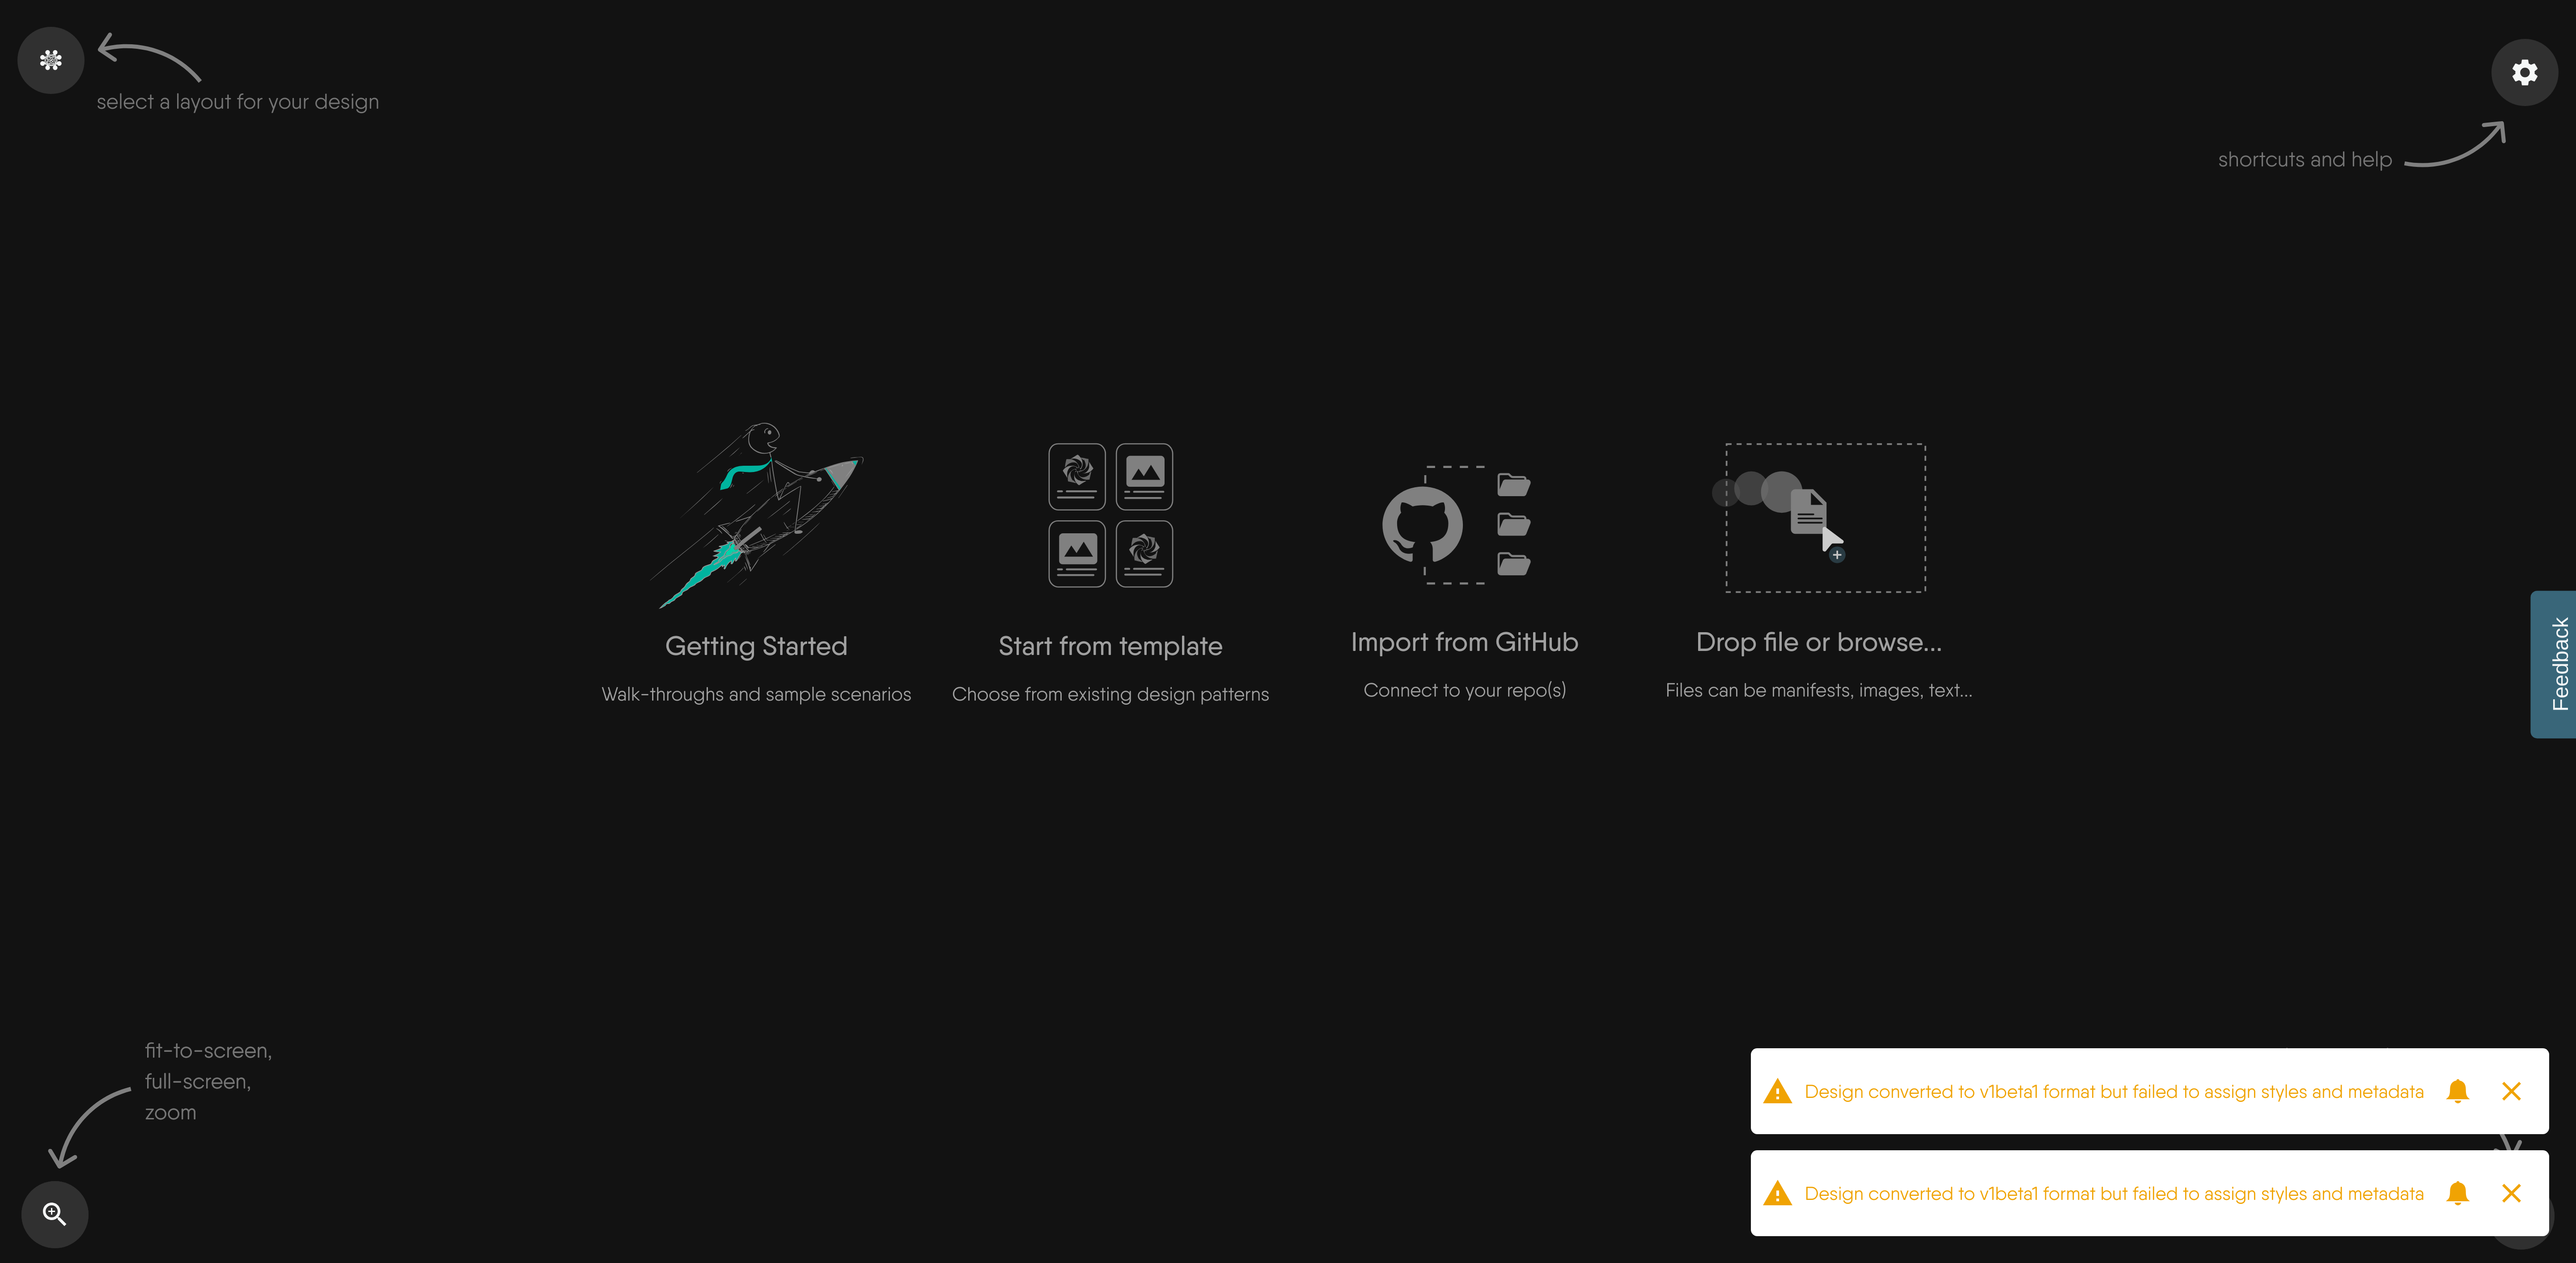 select a layout for your design
shortcuts and help
Getting Started
Walk-throughs and sample scenarios
Start from template
Choose from existing design patterns
Import from GitHub
Connect to your repo(s)
Drop file or browse...
Files can be manifests, images, text...
Feedback
fit-to-screen,
full-screen,
zoom
Design converted to v1beta1 format but failed to assign styles and metadata
Design converted to v1beta1 format but failed to assign styles and metadata